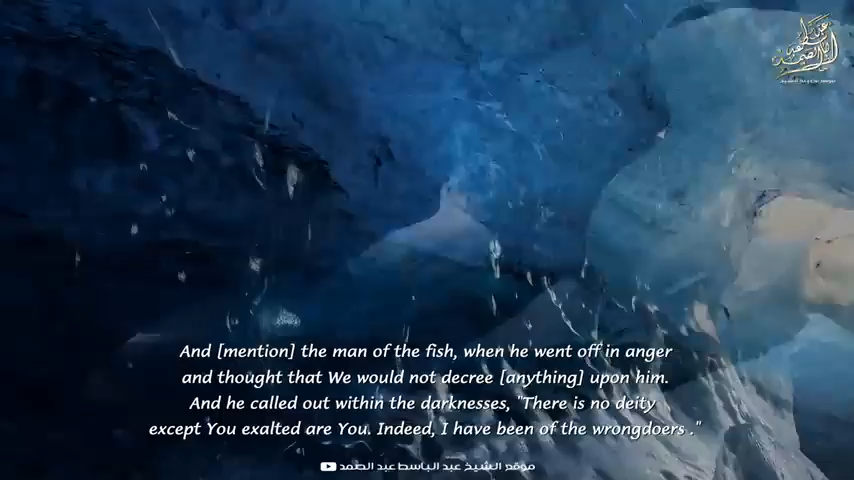 And [mention] the man of the fish, when he went off in anger
and thought that We would not decree [anything] upon him.
And he called out within the darknesses, "There is no deity
except You exalted are You. Indeed, I have been of the wrongdoers ."
موقع الشيخ عبد الباسط عبد الصمد